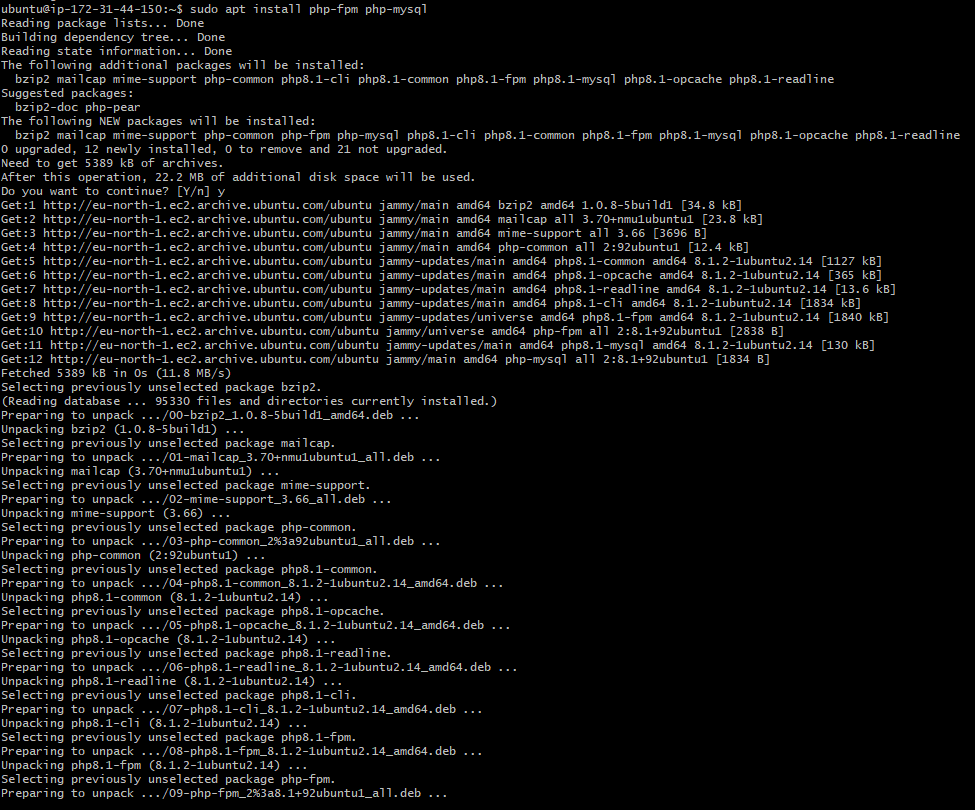 ubuntu@ip-172-31-44-150:~$ sudo apt install php-fpm php-mysql
Reading package lists... Done
Building dependency tree... Done
Reading state information... Done
The following additional packages will be installed:
  bzip2 mailcap mime-support php-common php8.1-cli php8.1-common php8.1-fpm php8.1-mysql php8.1-opcache php8.1-readline
Suggested packages:
  bzip2-doc php-pear
The following NEW packages will be installed:
  bzip2 mailcap mime-support php-common php-fpm php-mysql php8.1-cli php8.1-common php8.1-fpm php8.1-mysql php8.1-opcache php8.1-readline
0 upgraded, 12 newly installed, 0 to remove and 21 not upgraded.
Need to get 5389 kB of archives.
After this operation, 22.2 MB of additional disk space will be used.
Do you want to continue? [Y/n] y
Get:1 http://eu-north-1.ec2.archive.ubuntu.com/ubuntu jammy/main amd64 bzip2 amd64 1.0.8-5build1 [34.8 kB]
Get:2 http://eu-north-1.ec2.archive.ubuntu.com/ubuntu jammy/main amd64 mailcap all 3.70+nmu1ubuntu1 [23.8 kB]
Get:3 http://eu-north-1.ec2.archive.ubuntu.com/ubuntu jammy/main amd64 mime-support all 3.66 [3696 B]
Get:4 http://eu-north-1.ec2.archive.ubuntu.com/ubuntu jammy/main amd64 php-common all 2:92ubuntu1 [12.4 kB]
Get:5 http://eu-north-1.ec2.archive.ubuntu.com/ubuntu jammy-updates/main amd64 php8.1-common amd64 8.1.2-1ubuntu2.14 [1127 kB]
Get:6 http://eu-north-1.ec2.archive.ubuntu.com/ubuntu jammy-updates/main amd64 php8.1-opcache amd64 8.1.2-1ubuntu2.14 [365 kB]
Get:7 http://eu-north-1.ec2.archive.ubuntu.com/ubuntu jammy-updates/main amd64 php8.1-readline amd64 8.1.2-1ubuntu2.14 [13.6 kB]
Get:8 http://eu-north-1.ec2.archive.ubuntu.com/ubuntu jammy-updates/main amd64 php8.1-cli amd64 8.1.2-1ubuntu2.14 [1834 kB]
Get:9 http://eu-north-1.ec2.archive.ubuntu.com/ubuntu jammy-updates/universe amd64 php8.1-fpm amd64 8.1.2-1ubuntu2.14 [1840 kB]
Get:10 http://eu-north-1.ec2.archive.ubuntu.com/ubuntu jammy/universe amd64 php-fpm all 2:8.1+92ubuntu1 [2838 B]
Get:11 http://eu-north-1.ec2.archive.ubuntu.com/ubuntu jammy-updates/main amd64 php8.1-mysql amd64 8.1.2-1ubuntu2.14 [130 kB]
Get:12 http://eu-north-1.ec2.archive.ubuntu.com/ubuntu jammy/main amd64 php-mysql all 2:8.1+92ubuntu1 [1834 B]
Fetched 5389 kB in 0s (11.8 MB/s)
Selecting previously unselected package bzip2.
(Reading database ... 95330 files and directories currently installed.)
Preparing to unpack .../00-bzip2_1.0.8-5build1_amd64.deb ...
Unpacking bzip2 (1.0.8-5build1) ...
Selecting previously unselected package mailcap.
Preparing to unpack .../01-mailcap_3.70+nmu1ubuntu1_all.deb ...
Unpacking mailcap (3.70+nmu1ubuntu1) ...
Selecting previously unselected package mime-support.
Preparing to unpack .../02-mime-support_3.66_all.deb ...
Unpacking mime-support (3.66) ...
Selecting previously unselected package php-common.
Preparing to unpack .../03-php-common_2%3a92ubuntu1_all.deb ...
Unpacking php-common (2:92ubuntu1) ...
Selecting previously unselected package php8.1-common.
Preparing to unpack .../04-php8.1-common_8.1.2-1ubuntu2.14_amd64.deb ...
Unpacking php8.1-common (8.1.2-1ubuntu2.14) ...
Selecting previously unselected package php8.1-opcache.
Preparing to unpack .../05-php8.1-opcache_8.1.2-1ubuntu2.14_amd64.deb ...
Unpacking php8.1-opcache (8.1.2-1ubuntu2.14) ...
Selecting previously unselected package php8.1-readline.
Preparing to unpack .../06-php8.1-readline_8.1.2-1ubuntu2.14_amd64.deb ...
Unpacking php8.1-readline (8.1.2-1ubuntu2.14) ...
Selecting previously unselected package php8.1-cli.
Preparing to unpack .../07-php8.1-cli_8.1.2-1ubuntu2.14_amd64.deb ...
Unpacking php8.1-cli (8.1.2-1ubuntu2.14) ...
Selecting previously unselected package php8.1-fpm.
Preparing to unpack .../08-php8.1-fpm_8.1.2-1ubuntu2.14_amd64.deb ...
Unpacking php8.1-fpm (8.1.2-1ubuntu2.14) ...
Selecting previously unselected package php-fpm.
Preparing to unpack .../09-php-fpm_2%3a8.1+92ubuntu1_all.deb ...